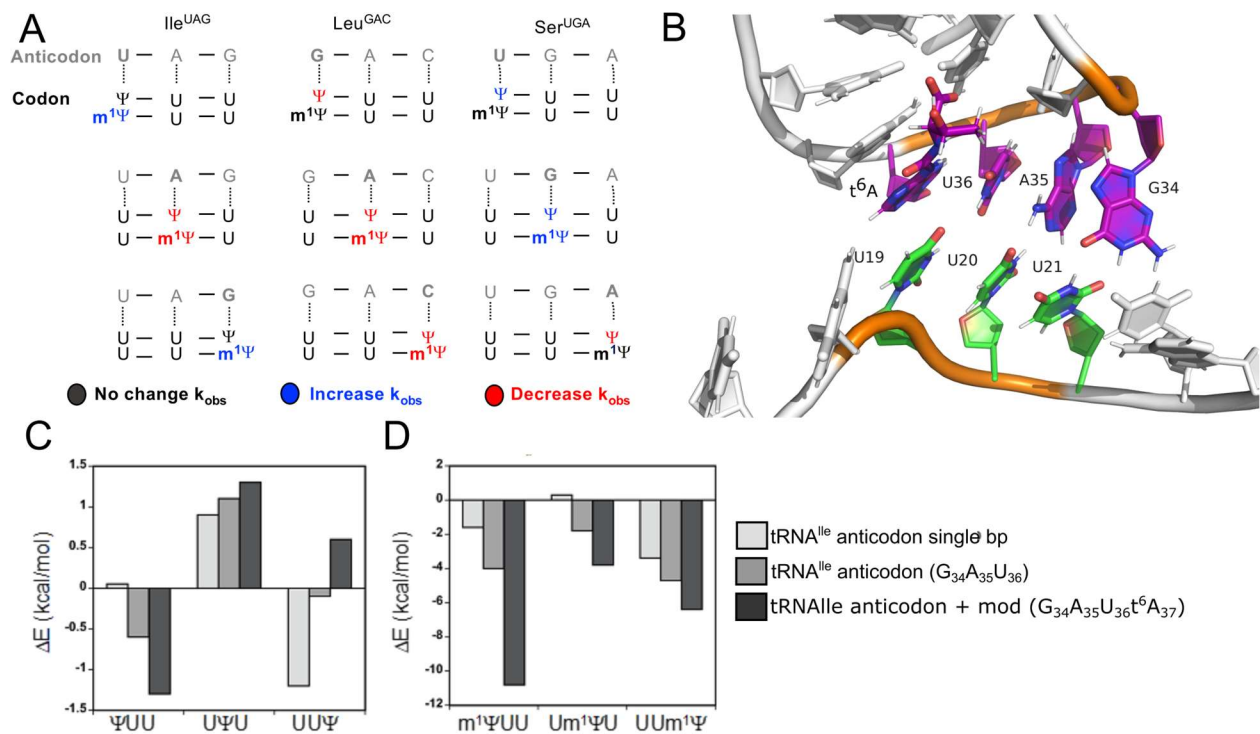 A
Ile^UAG
Leu^GAC
Ser^UGA
Anticodon
U – A – G
G – A – C
U – G – A
Codon
Ψ – U – U
m¹Ψ – U – U
Ψ – U – U
m¹Ψ – U – U
Ψ – U – U
m¹Ψ – U – U
U – A – G
G – A – C
U – G – A
U – Ψ – U
U – m¹Ψ – U
U – Ψ – U
U – m¹Ψ – U
U – Ψ – U
U – m¹Ψ – U
U – A – G
G – A – C
U – G – A
U – U – Ψ
U – U – m¹Ψ
U – U – Ψ
U – U – m¹Ψ
U – U – Ψ
U – U – m¹Ψ
No change k_obs
Increase k_obs
Decrease k_obs
B
t⁶A
U36
A35
G34
U19
U20
U21
C
ΔE (kcal/mol)
1.5
1
0.5
0
-0.5
-1
-1.5
ΨUU
UΨU
UUΨ
D
ΔE (kcal/mol)
2
0
-2
-4
-6
-8
-10
-12
m¹ΨUU
Um¹ΨU
UUm¹Ψ
tRNA^Ile anticodon single bp
tRNA^Ile anticodon (G₃₄A₃₅U₃₆)
tRNAIle anticodon + mod (G₃₄A₃₅U₃₆t⁶A₃₇)